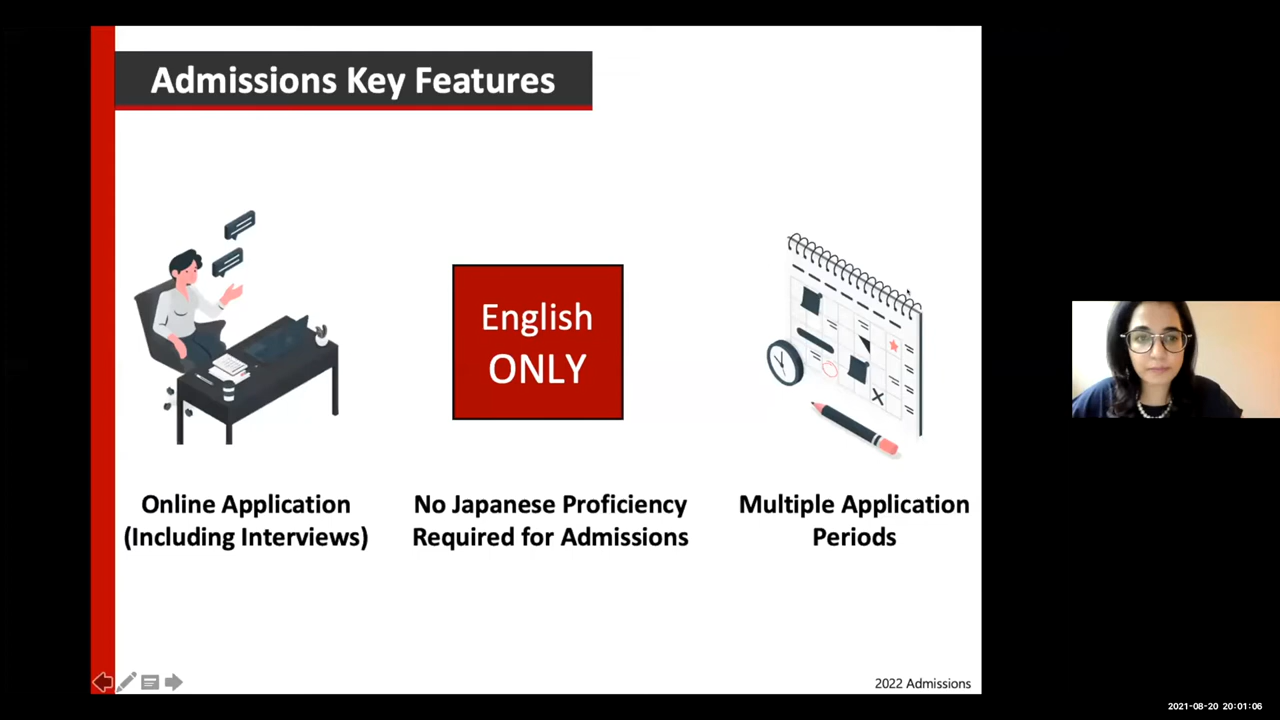 Admissions Key Features
English
ONLY
Online Application
(Including Interviews)
No Japanese Proficiency
Required for Admissions
Multiple Application
Periods
2022 Admissions
2021-08-20 20:01:06